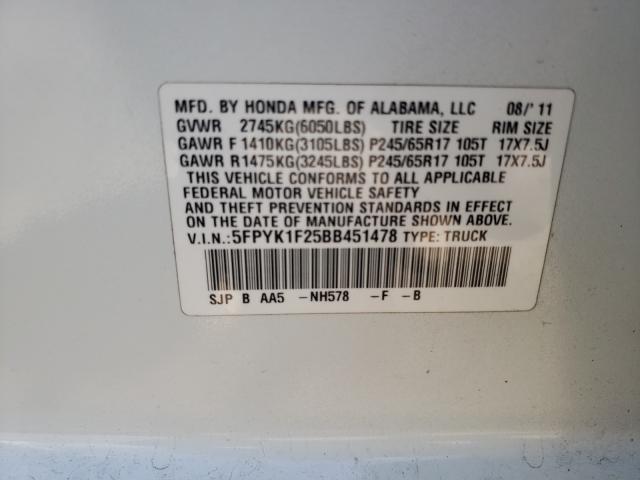 MFD. BY HONDA MFG. OF ALABAMA, LLC 08/'11
GVWR 2745KG(6050LBS) TIRE SIZE RIM SIZE
GAWR F 1410KG(3105LBS) P245/65R17 105T 17X7.5J
GAWR R1475KG(3245LBS) P245/65R17 105T 17X7.5J
THIS VEHICLE CONFORMS TO ALL APPLICABLE
FEDERAL MOTOR VEHICLE SAFETY
AND THEFT PREVENTION STANDARDS IN EFFECT
ON THE DATE OF MANUFACTURE SHOWN ABOVE.
V.I.N.:5FPYK1F25BB451478 TYPE: TRUCK
SJP B AA5 -NH578 -F -B